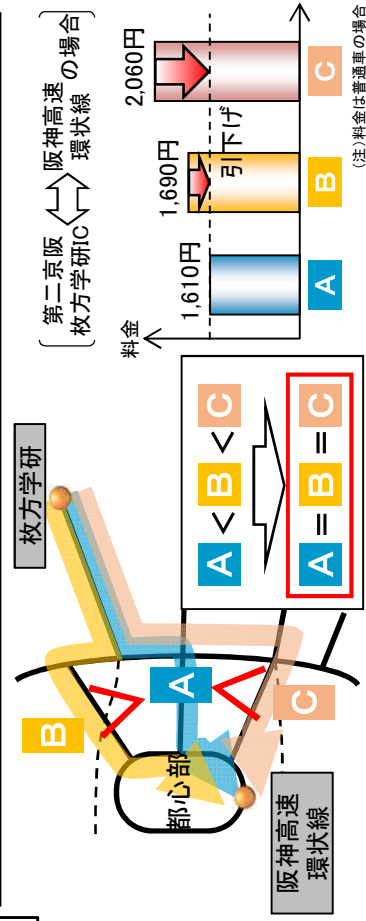 枚方学研
B
A
C
都心部
阪神高速
環状線
A < B < C
A = B = C
第二京阪
枚方学研IC
阪神高速
環状線
の場合
料金
1,610円
1,690円
2,060円
引下げ
A
B
C
(注)料金は普通車の場合